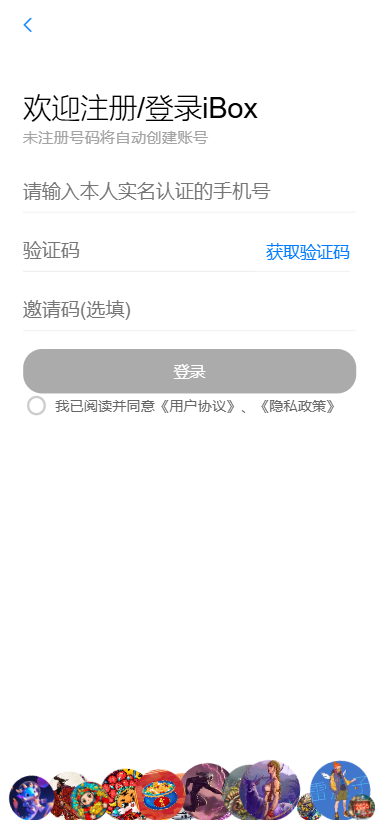 欢迎注册/登录iBox
未注册号码将自动创建账号
请输入本人实名认证的手机号
验证码 获取验证码
邀请码(选填)
登录
我已阅读并同意《用户协议》、《隐私政策》